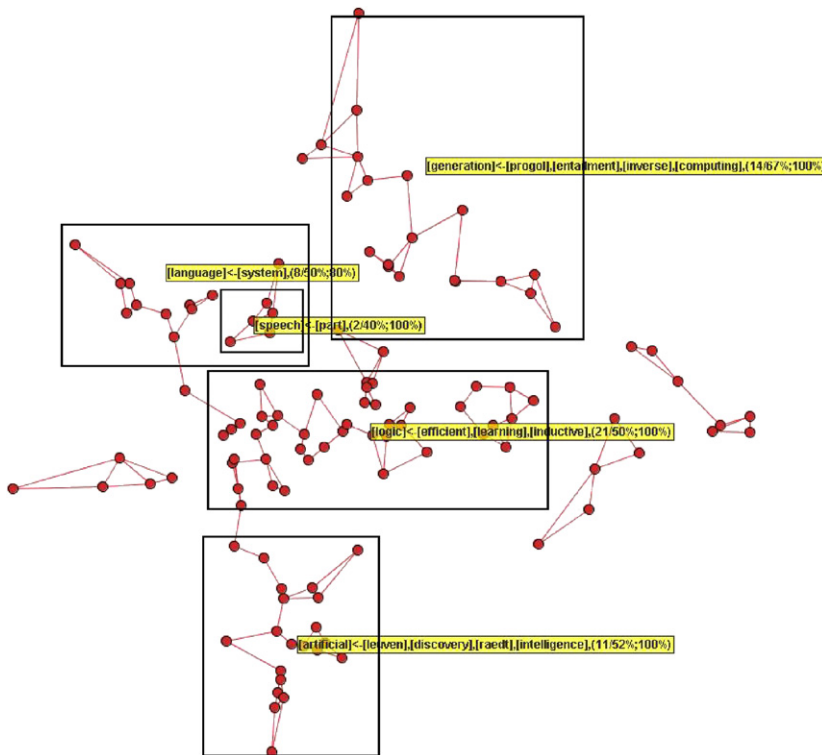 [generation]<-[progol],[entailment],[inverse],[computing],(14/67%;100%)
[language]<-[system],(8/50%;80%)
[speech]<-[part],(2/40%;100%)
[logic]<-[efficient],[learning],[inductive],(21/50%;100%)
[artificial]<-[leuven],[discovery],[raedt],[intelligence],(11/52%;100%)